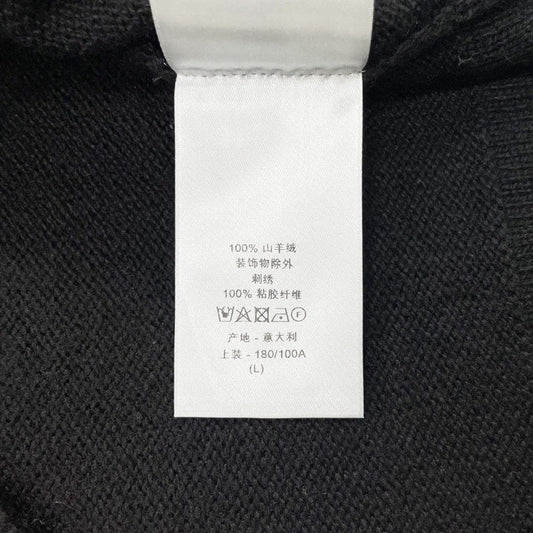 100% 山羊绒
装饰物除外
刺绣
100% 粘胶纤维
产地 - 意大利
上装 - 180/100A
(L)